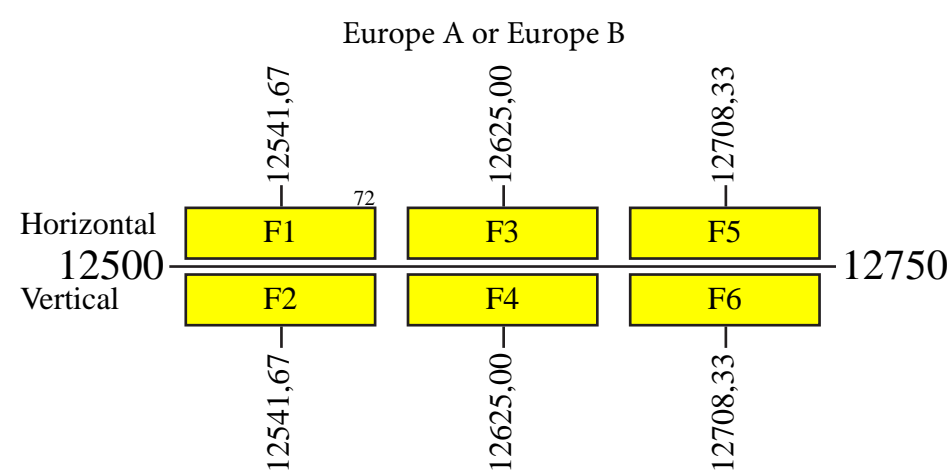 Europe A or Europe B
12541,67 12625,00 12708,33
72
Horizontal F1 F3 F5
12500 12750
Vertical F2 F4 F6
12541,67 12625,00 12708,33